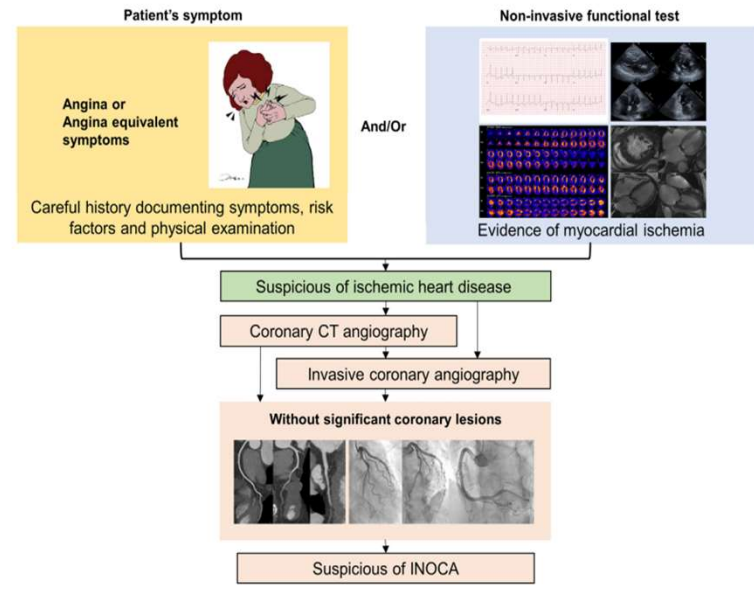 Patient's symptom
Angina or
Angina equivalent
symptoms
Careful history documenting symptoms, risk
factors and physical examination
And/Or
Non-invasive functional test
Evidence of myocardial ischemia
Suspicious of ischemic heart disease
Coronary CT angiography
Invasive coronary angiography
Without significant coronary lesions
Suspicious of INOCA